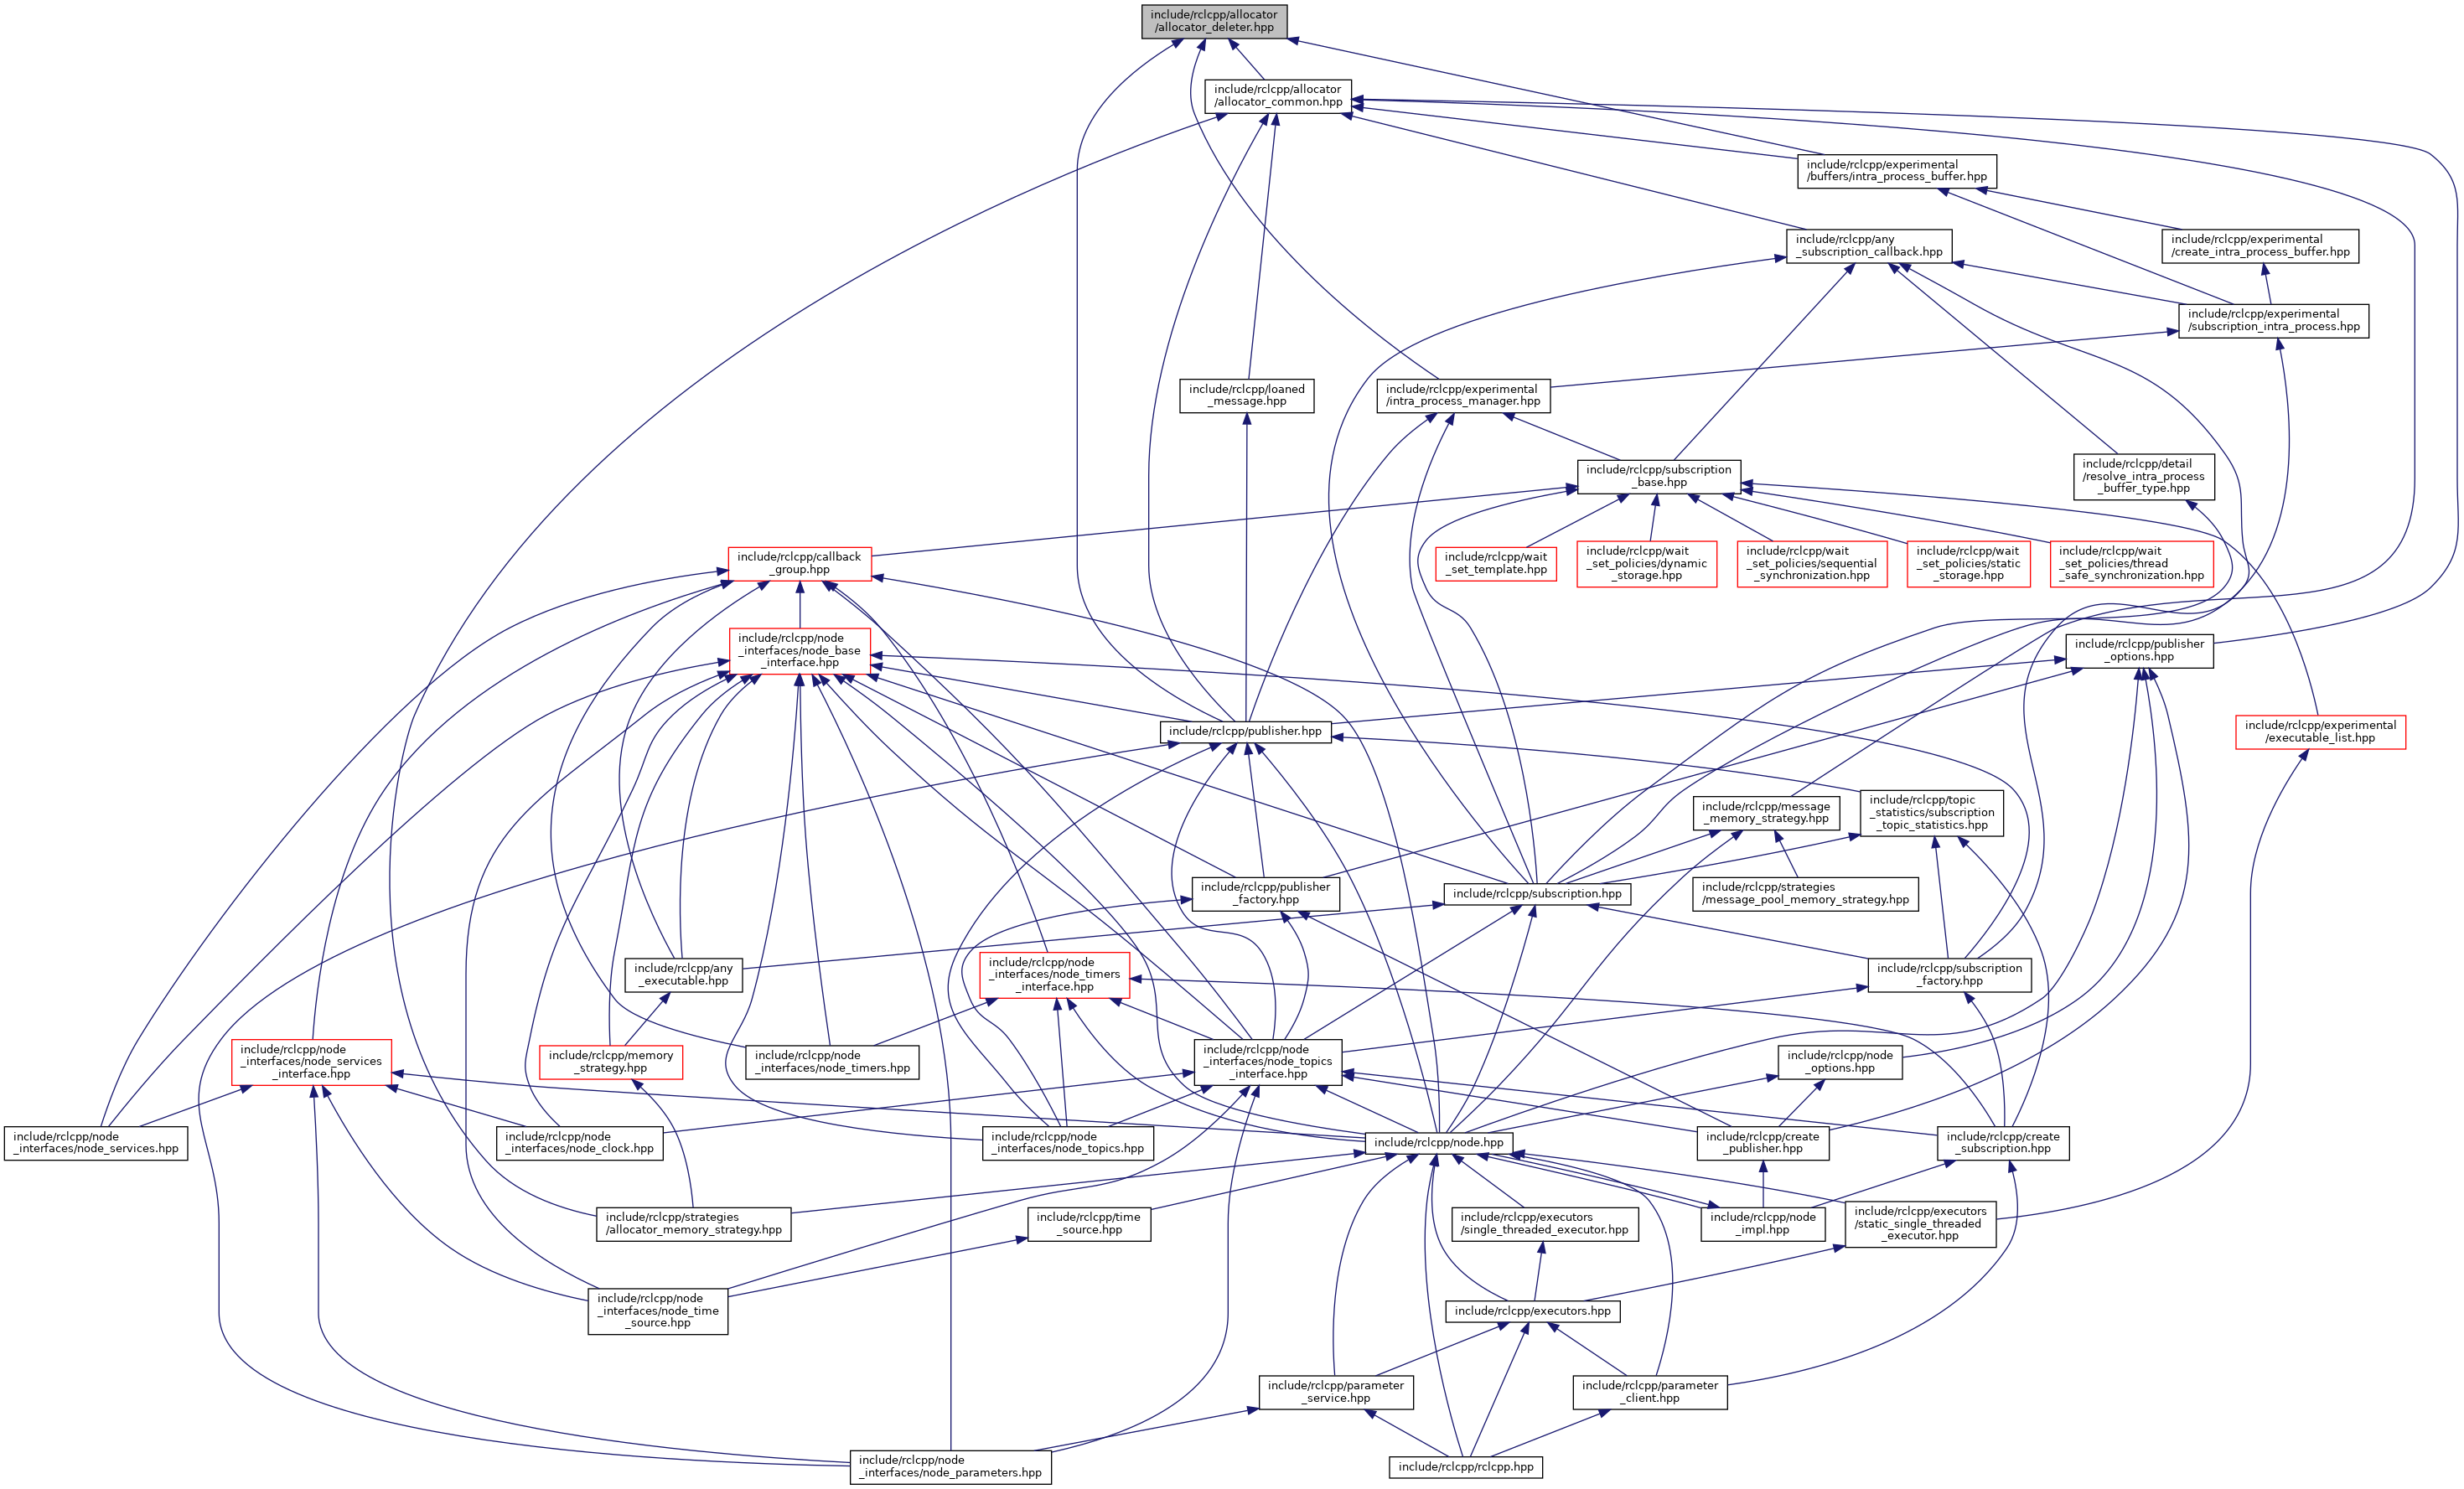 include/rclcpp/allocator
/allocator_deleter.hpp
include/rclcpp/allocator
/allocator_common.hpp
include/rclcpp/experimental
/buffers/intra_process_buffer.hpp
include/rclcpp/any
_subscription_callback.hpp
include/rclcpp/experimental
/create_intra_process_buffer.hpp
include/rclcpp/experimental
/subscription_intra_process.hpp
include/rclcpp/loaned
_message.hpp
include/rclcpp/experimental
/intra_process_manager.hpp
include/rclcpp/subscription
_base.hpp
include/rclcpp/detail
/resolve_intra_process
_buffer_type.hpp
include/rclcpp/callback
_group.hpp
include/rclcpp/wait
_set_template.hpp
include/rclcpp/wait
_set_policies/dynamic
_storage.hpp
include/rclcpp/wait
_set_policies/sequential
_synchronization.hpp
include/rclcpp/wait
_set_policies/static
_storage.hpp
include/rclcpp/wait
_set_policies/thread
_safe_synchronization.hpp
include/rclcpp/node
_interfaces/node_base
_interface.hpp
include/rclcpp/publisher
_options.hpp
include/rclcpp/publisher.hpp
include/rclcpp/experimental
/executable_list.hpp
include/rclcpp/message
_memory_strategy.hpp
include/rclcpp/topic
_statistics/subscription
_topic_statistics.hpp
include/rclcpp/publisher
_factory.hpp
include/rclcpp/subscription.hpp
include/rclcpp/strategies
/message_pool_memory_strategy.hpp
include/rclcpp/any
_executable.hpp
include/rclcpp/node
_interfaces/node_timers
_interface.hpp
include/rclcpp/subscription
_factory.hpp
include/rclcpp/node
_interfaces/node_services
_interface.hpp
include/rclcpp/memory
_strategy.hpp
include/rclcpp/node
_interfaces/node_timers.hpp
include/rclcpp/node
_interfaces/node_topics
_interface.hpp
include/rclcpp/node
_options.hpp
include/rclcpp/node
_interfaces/node_services.hpp
include/rclcpp/node
_interfaces/node_clock.hpp
include/rclcpp/node
_interfaces/node_topics.hpp
include/rclcpp/node.hpp
include/rclcpp/create
_publisher.hpp
include/rclcpp/create
_subscription.hpp
include/rclcpp/strategies
/allocator_memory_strategy.hpp
include/rclcpp/time
_source.hpp
include/rclcpp/executors
/single_threaded_executor.hpp
include/rclcpp/node
_impl.hpp
include/rclcpp/executors
/static_single_threaded
_executor.hpp
include/rclcpp/node
_interfaces/node_time
_source.hpp
include/rclcpp/executors.hpp
include/rclcpp/parameter
_service.hpp
include/rclcpp/parameter
_client.hpp
include/rclcpp/node
_interfaces/node_parameters.hpp
include/rclcpp/rclcpp.hpp